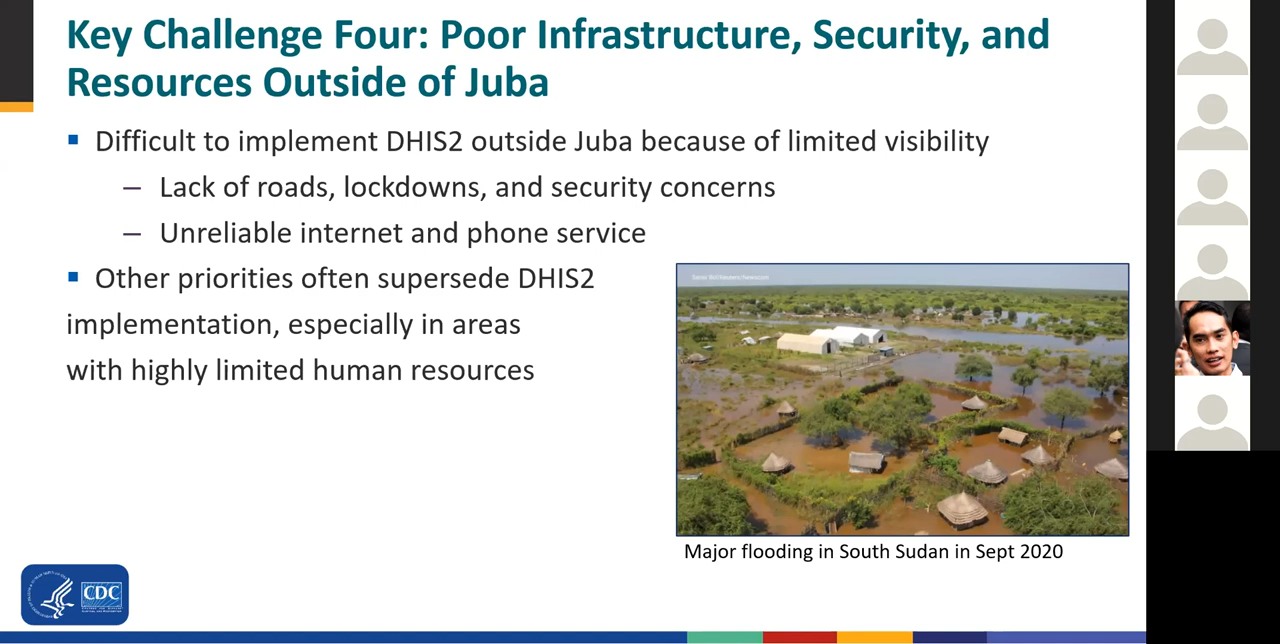 Key Challenge Four: Poor Infrastructure, Security, and
Resources Outside of Juba
▪ Difficult to implement DHIS2 outside Juba because of limited visibility
– Lack of roads, lockdowns, and security concerns
– Unreliable internet and phone service
▪ Other priorities often supersede DHIS2
implementation, especially in areas
with highly limited human resources
Major flooding in South Sudan in Sept 2020
CDC